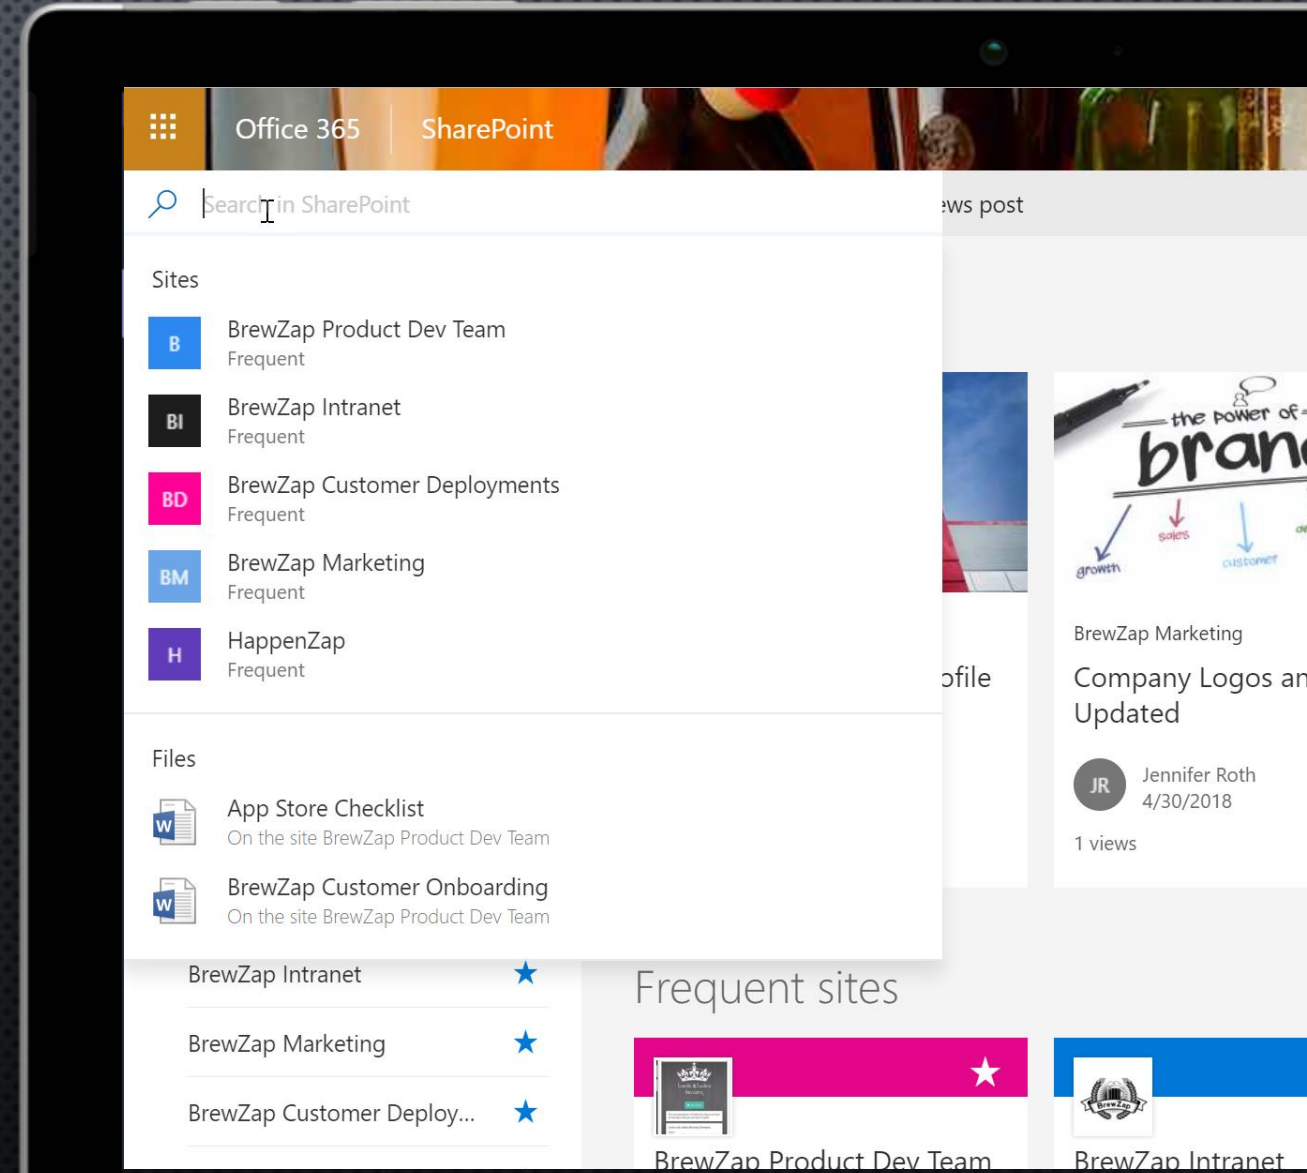 Office 365
SharePoint
Search in SharePoint
ews post
Sites
B
BrewZap Product Dev Team
Frequent
BI
BrewZap Intranet
Frequent
BD
BrewZap Customer Deployments
Frequent
BM
BrewZap Marketing
Frequent
H
HappenZap
Frequent
Files
W
App Store Checklist
On the site BrewZap Product Dev Team
W
BrewZap Customer Onboarding
On the site BrewZap Product Dev Team
ofile
the power of
bran
growth
sales
customer
BrewZap Marketing
Company Logos an
Updated
JR
Jennifer Roth
4/30/2018
1 views
BrewZap Intranet
BrewZap Marketing
BrewZap Customer Deploy...
Frequent sites
BrewZap Product Dev Team
BrewZap
BrewZap Intranet